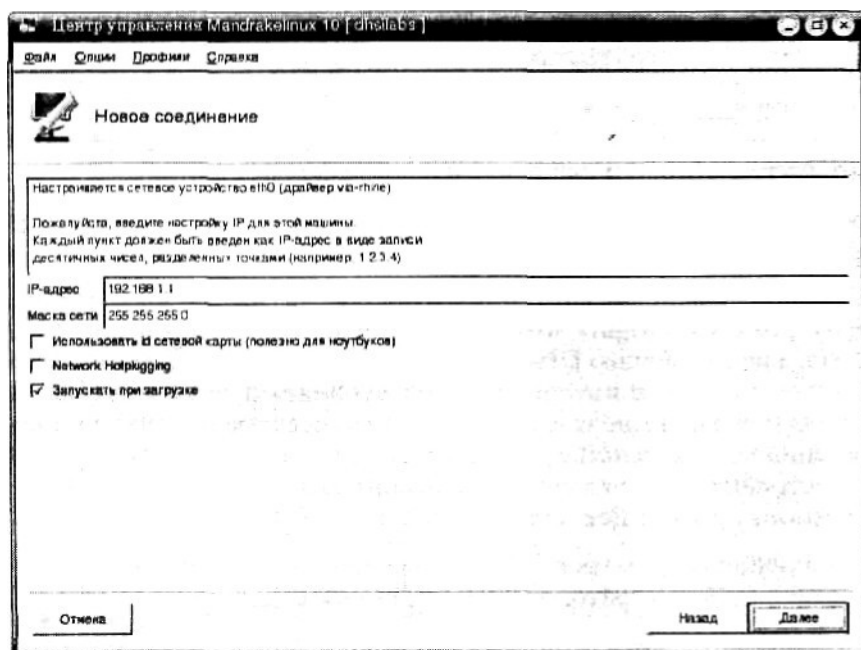 Центр управления Mandrakelinux 10 [ dhsilabs ]
Файл Опции Профили Справка
Новое соединение
Настраивается сетевое устройство eth0 (драйвер via-rhine)
Пожалуйста, введите настройку IP для этой машины.
Каждый пункт должен быть введен как IP-адрес в виде записи
десятичных чисел, разделенных точками (например, 1.2.3.4)
IP-адрес 192.168.1.1
Маска сети 255.255.255.0
Использовать id сетевой карты (полезно для ноутбуков)
Network Hotplugging
Запускать при загрузке
Отмена Назад Далее